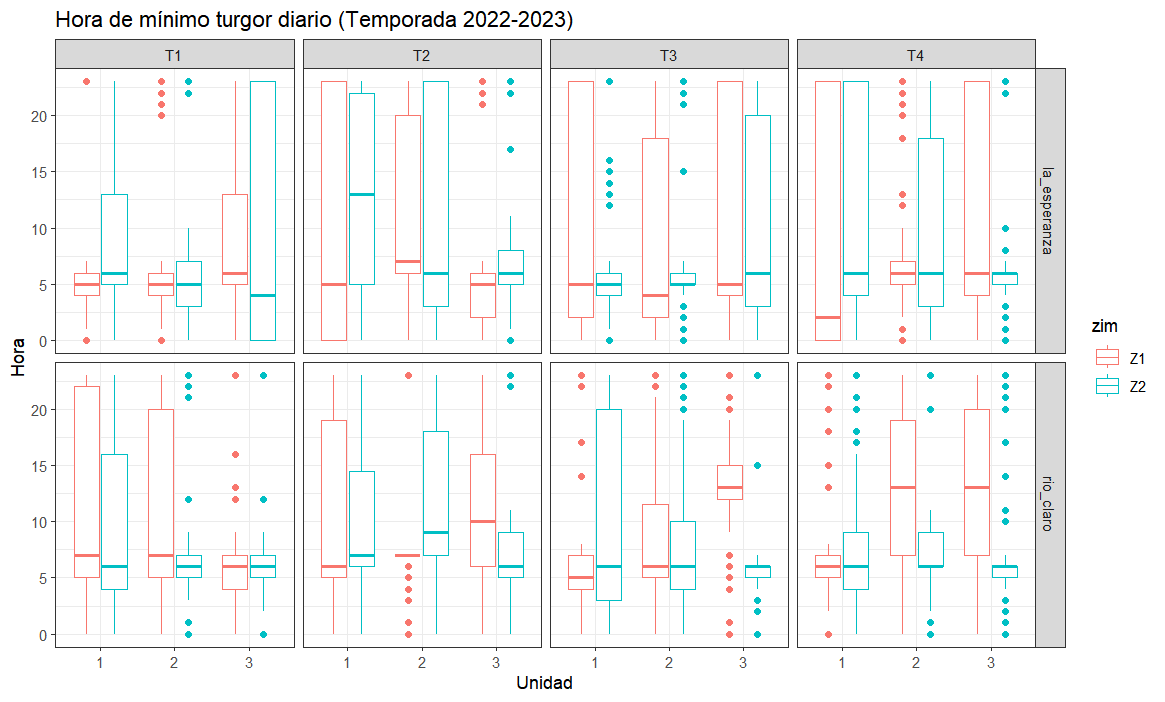 Hora de mínimo turgor diario (Temporada 2022-2023)
T1 T2 T3 T4
20
15
10
5
0
la_esperanza
Hora
20
15
10
5
0
rio_claro
1 2 3 1 2 3 1 2 3 1 2 3
Unidad
zim
Z1
Z2